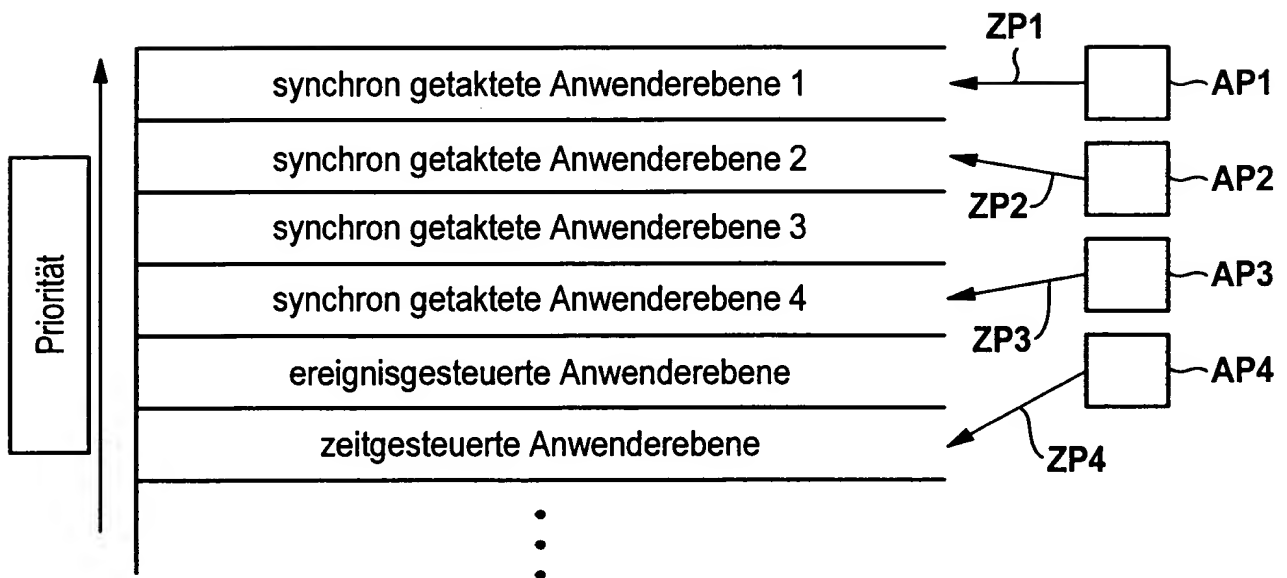 ZP1
synchron getaktete Anwenderebene 1
AP1
synchron getaktete Anwenderebene 2
AP2
ZP2
synchron getaktete Anwenderebene 3
AP3
synchron getaktete Anwenderebene 4
ZP3
Priorität
ereignisgesteuerte Anwenderebene
AP4
zeitgesteuerte Anwenderebene
ZP4